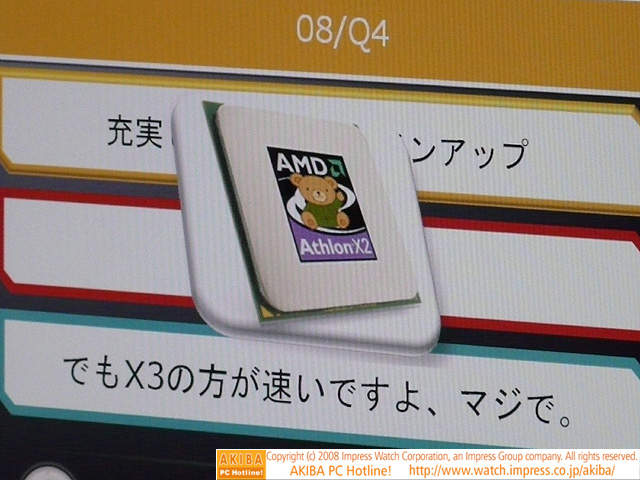 08/Q4
充実
ンアップ
AMD
Athlon X2
でもX3の方が速いですよ、マジで。
AKIBA
PC Hotline!
Copyright (c) 2008 Impress Watch Corporation, an Impress Group company. All rights reserved.
AKIBA PC Hotline! http://www.watch.impress.co.jp/akiba/